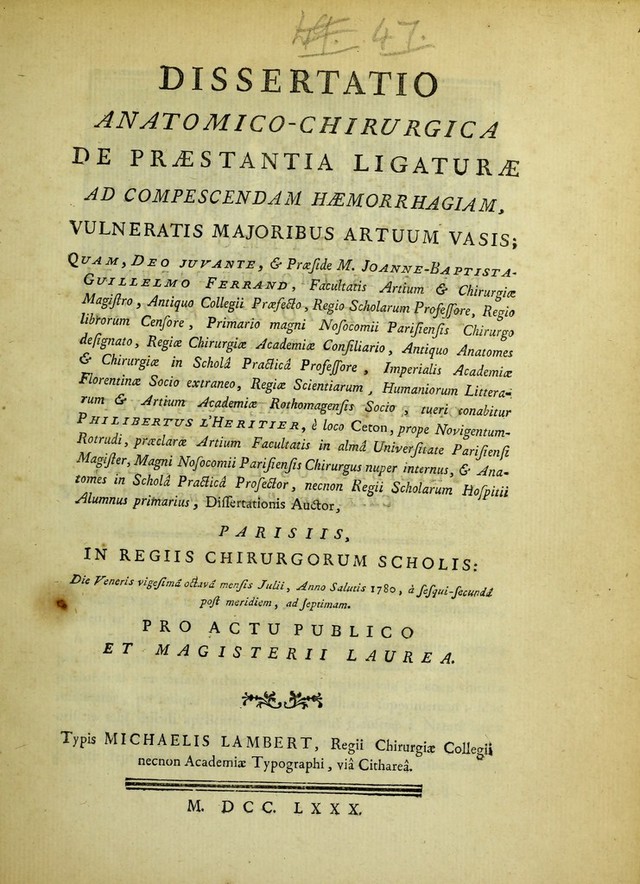 47.
DISSERTATIO
ANATOMICO-CHIRURGICA
DE PRÆSTANTIA LIGATURÆ
AD COMPESCENDAM HÆMORRHAGIAM,
VULNERATIS MAJORIBUS ARTUUM VASIS;
QUAM, DEO JUVANTE, & Præſide M. JOANNE-BAPTISTA-
GUILLELMO FERRAND, Facultatis Artium & Chirurgiæ
Magiſtro, Antiquo Collegii Præfecto, Regio Scholarum Profeſſore, Regio
librorum Cenſore, Primario magni Noſocomii Pariſienſis Chirurgo
deſignato, Regiæ Chirurgiæ Academiæ Conſiliario, Antiquo Anatomes
& Chirurgiæ in Scholâ Practicâ Profeſſore, Imperialis Academiæ
Florentinæ Socio extraneo, Regiæ Scientiarum, Humaniorum Littera-
rum & Artium Academiæ Rothomagenſis Socio, tueri conabitur
PHILIBERTUS L'HERITIER, è loco Ceton, prope Novigentum-
Rotrudi, præclaræ Artium Facultatis in almâ Univerſitate Pariſienſi
Magiſter, Magni Noſocomii Pariſienſis Chirurgus nuper internus, & Ana-
tomes in Scholâ Practicâ Proſector, necnon Regii Scholarum Hoſpitii
Alumnus primarius, Diſſertationis Auctor,
PARISIIS,
IN REGIIS CHIRURGORUM SCHOLIS:
Die Veneris vigeſimâ octavâ menſis Julii, Anno Salutis 1780, à ſeſqui-ſecundâ
poſt meridiem, ad ſeptimam.
PRO ACTU PUBLICO
ET MAGISTERII LAUREA.
Typis MICHAELIS LAMBERT, Regii Chirurgiæ Collegii
necnon Academiæ Typographi, viâ Cithareâ.
M. DCC. LXXX.